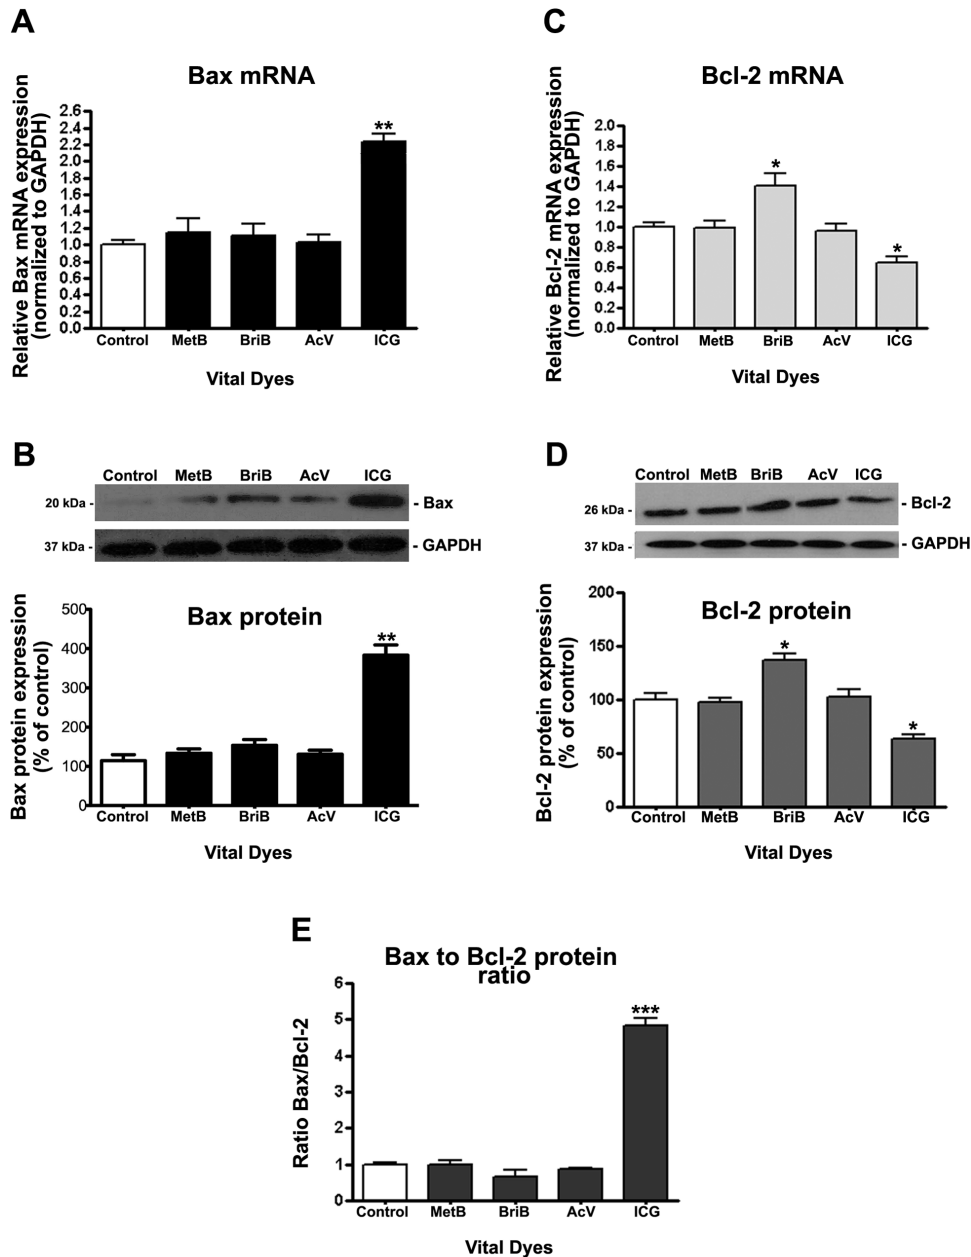 A
Bax mRNA
Relative Bax mRNA expression
(normalized to GAPDH)
2.6
2.4
2.2
2.0
1.8
1.6
1.4
1.2
1.0
0.8
0.6
0.4
0.2
0.0
**
Control MetB BriB AcV ICG
Vital Dyes
C
Bcl-2 mRNA
Relative Bcl-2 mRNA expression
(normalized to GAPDH)
2.0
1.8
1.6
1.4
1.2
1.0
0.8
0.6
0.4
0.2
0.0
*
*
Control MetB BriB AcV ICG
Vital Dyes
B
Control MetB BriB AcV ICG
20 kDa - - Bax
37 kDa - - GAPDH
Bax protein
Bax protein expression
(% of control)
500
400
300
200
100
0
**
Control MetB BriB AcV ICG
Vital Dyes
D
Control MetB BriB AcV ICG
26 kDa - - Bcl-2
37 kDa - - GAPDH
Bcl-2 protein
Bcl-2 protein expression
(% of control)
200
150
100
50
0
*
*
Control MetB BriB AcV ICG
Vital Dyes
E
Bax to Bcl-2 protein
ratio
Ratio Bax/Bcl-2
6
5
4
3
2
1
0
***
Control MetB BriB AcV ICG
Vital Dyes